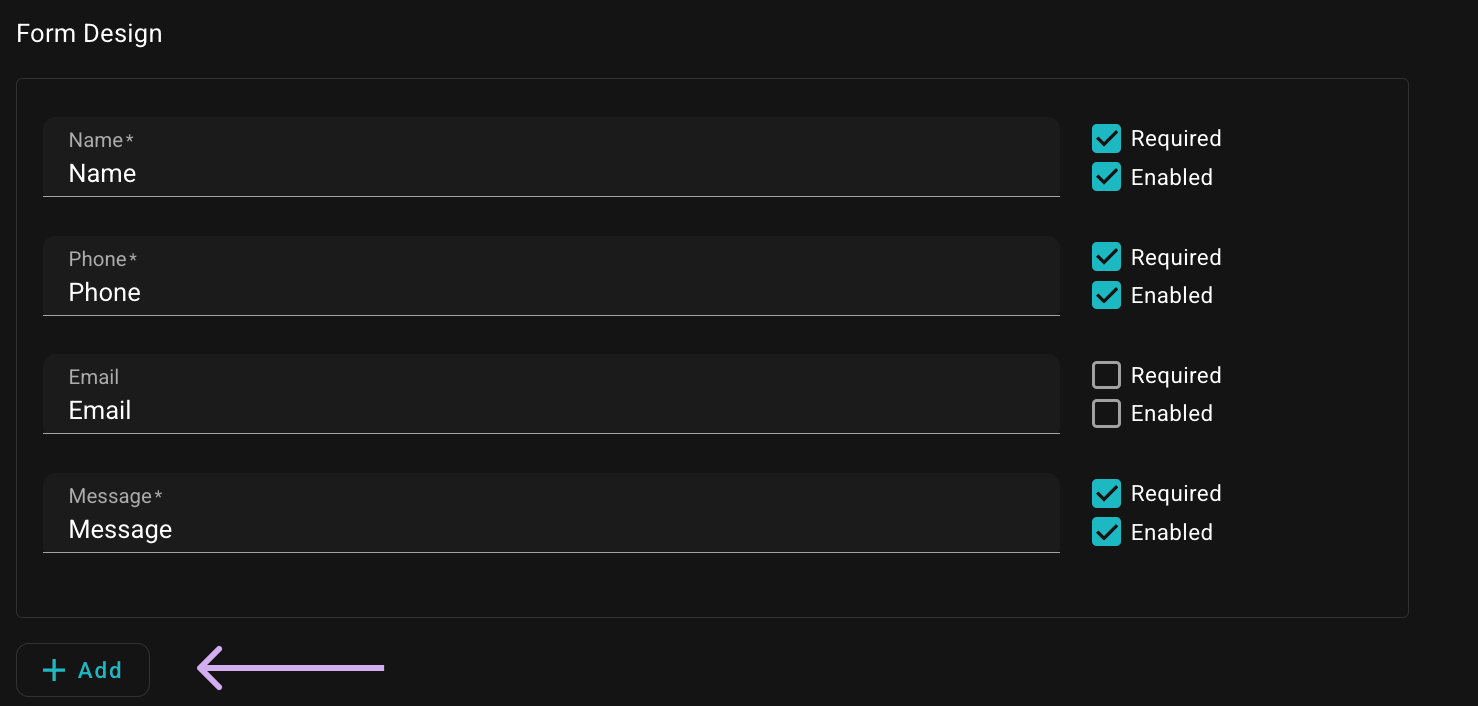 Form Design
Name*
Name
Required
Enabled
Phone*
Phone
Required
Enabled
Email
Email
Required
Enabled
Message*
Message
Required
Enabled
+ Add